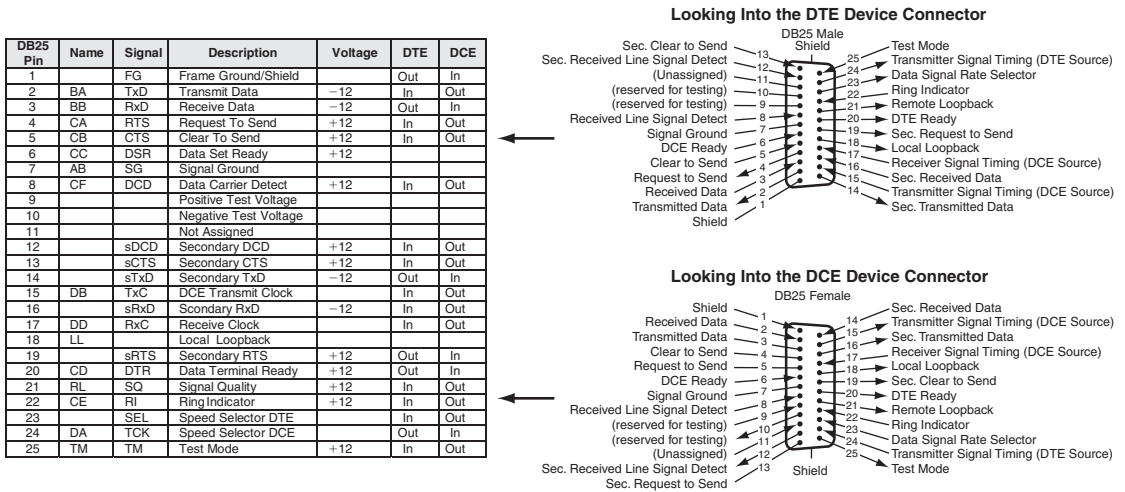 DB25 Pin Name Signal Description Voltage DTE DCE
1 FG Frame Ground/Shield Out In
2 BA TxD Transmit Data −12 In Out
3 BB RxD Receive Data −12 Out In
4 CA RTS Request To Send +12 In Out
5 CB CTS Clear To Send +12 In Out
6 CC DSR Data Set Ready +12
7 AB SG Signal Ground
8 CF DCD Data Carrier Detect +12 In Out
9 Positive Test Voltage
10 Negative Test Voltage
11 Not Assigned
12 sDCD Secondary DCD +12 In Out
13 sCTS Secondary CTS +12 In Out
14 sTxD Secondary TxD −12 Out In
15 DB TxC DCE Transmit Clock In Out
16 sRxD Scondary RxD −12 In Out
17 DD RxC Receive Clock In Out
18 LL Local Loopback
19 sRTS Secondary RTS +12 Out In
20 CD DTR Data Terminal Ready +12 Out In
21 RL SQ Signal Quality +12 In Out
22 CE RI Ring Indicator +12 In Out
23 SEL Speed Selector DTE In Out
24 DA TCK Speed Selector DCE Out In
25 TM TM Test Mode +12 In Out
Looking Into the DTE Device Connector
DB25 Male
Shield
Sec. Clear to Send 13
Sec. Received Line Signal Detect 12
(Unassigned) 11
(reserved for testing) 10
(reserved for testing) 9
Received Line Signal Detect 8
Signal Ground 7
DCE Ready 6
Clear to Send 5
Request to Send 4
Received Data 3
Transmitted Data 2
Shield 1
25 Test Mode
24 Transmitter Signal Timing (DTE Source)
23 Data Signal Rate Selector
22 Ring Indicator
21 Remote Loopback
20 DTE Ready
19 Sec. Request to Send
18 Local Loopback
17 Receiver Signal Timing (DCE Source)
16 Sec. Received Data
15 Transmitter Signal Timing (DCE Source)
14 Sec. Transmitted Data
Looking Into the DCE Device Connector
DB25 Female
Shield 1
Received Data 2
Transmitted Data 3
Clear to Send 4
Request to Send 5
DCE Ready 6
Signal Ground 7
Received Line Signal Detect 8
(reserved for testing) 9
(reserved for testing) 10
(Unassigned) 11
Sec. Received Line Signal Detect 12
Sec. Request to Send 13
14 Sec. Received Data
15 Transmitter Signal Timing (DCE Source)
16 Sec. Transmitted Data
17 Receiver Signal Timing (DCE Source)
18 Local Loopback
19 Sec. Clear to Send
20 DTE Ready
21 Remote Loopback
22 Ring Indicator
23 Data Signal Rate Selector
24 Transmitter Signal Timing (DTE Source)
25 Test Mode
Shield